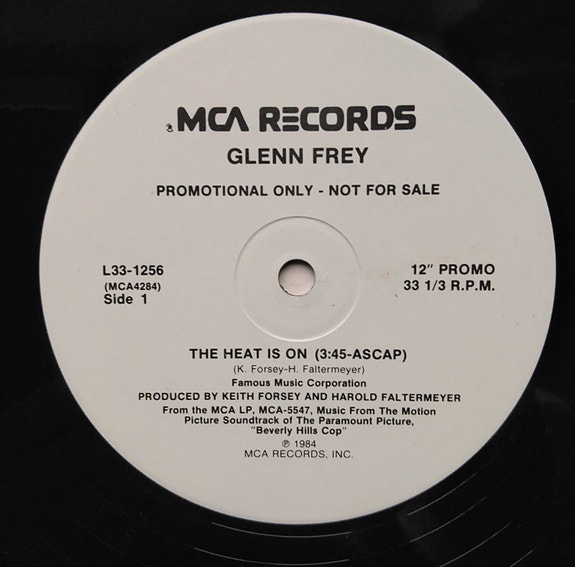 MCA RECORDS
GLENN FREY
PROMOTIONAL ONLY - NOT FOR SALE
L33-1256
(MCA4284)
Side 1
12" PROMO
33 1/3 R.P.M.
THE HEAT IS ON (3:45-ASCAP)
(K. Forsey-H. Faltermeyer)
Famous Music Corporation
PRODUCED BY KEITH FORSEY AND HAROLD FALTERMEYER
From the MCA LP, MCA-5547, Music From The Motion
Picture Soundtrack of The Paramount Picture,
"Beverly Hills Cop"
℗ 1984
MCA RECORDS, INC.